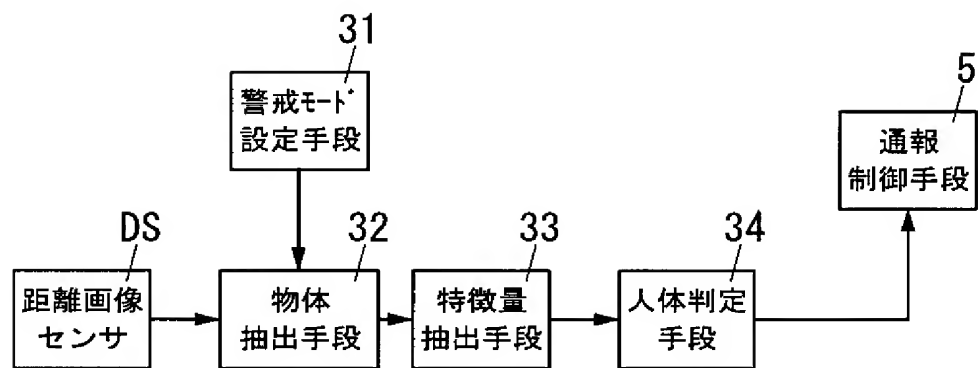 31
警戒ﾓｰﾄﾞ
設定手段
5
通報
制御手段
DS
距離画像
センサ
32
物体
抽出手段
33
特徴量
抽出手段
34
人体判定
手段